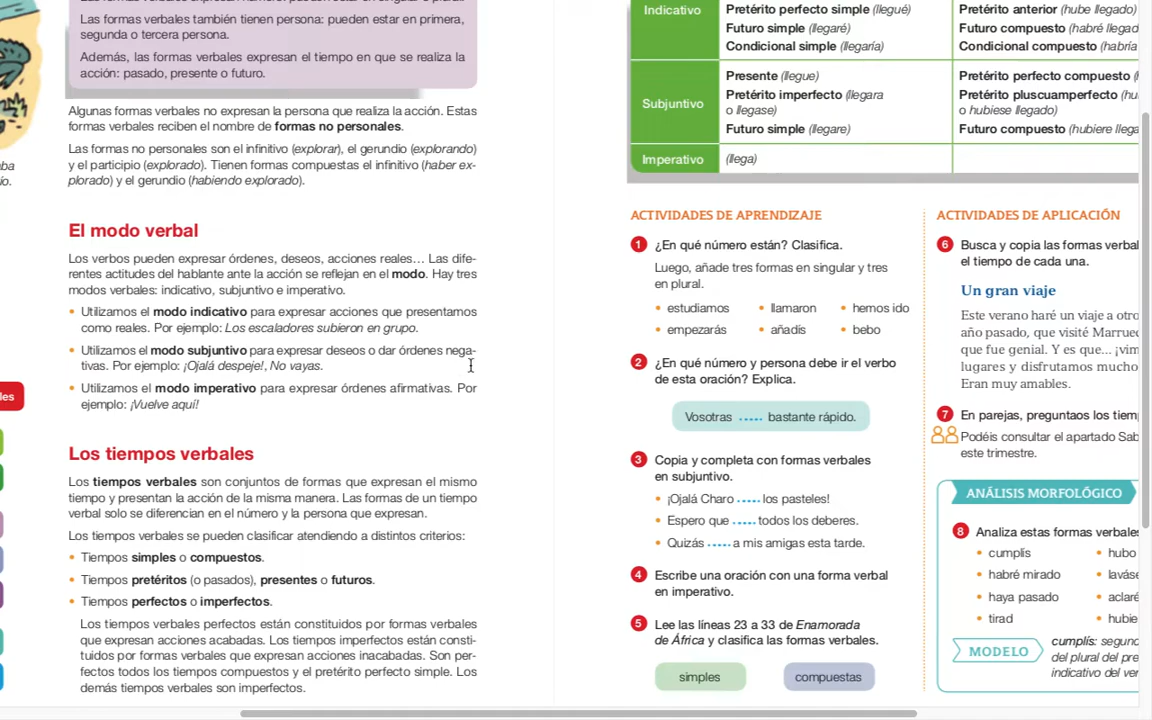 Las formas verbales también tienen persona: pueden estar en primera,
segunda o tercera persona.
Además, las formas verbales expresan el tiempo en que se realiza la
acción: pasado, presente o futuro.
Algunas formas verbales no expresan la persona que realiza la acción. Estas
formas verbales reciben el nombre de formas no personales.
Las formas no personales son el infinitivo (explorar), el gerundio (explorando)
y el participio (explorado). Tienen formas compuestas el infinitivo (haber ex-
plorado) y el gerundio (habiendo explorado).
El modo verbal
Los verbos pueden expresar órdenes, deseos, acciones reales... Las dife-
rentes actitudes del hablante ante la acción se reflejan en el modo. Hay tres
modos verbales: indicativo, subjuntivo e imperativo.
• Utilizamos el modo indicativo para expresar acciones que presentamos
como reales. Por ejemplo: Los escaladores subieron en grupo.
• Utilizamos el modo subjuntivo para expresar deseos o dar órdenes nega-
tivas. Por ejemplo: ¡Ojalá despeje!, No vayas.
• Utilizamos el modo imperativo para expresar órdenes afirmativas. Por
ejemplo: ¡Vuelve aquí!
Los tiempos verbales
Los tiempos verbales son conjuntos de formas que expresan el mismo
tiempo y presentan la acción de la misma manera. Las formas de un tiempo
verbal solo se diferencian en el número y la persona que expresan.
Los tiempos verbales se pueden clasificar atendiendo a distintos criterios:
• Tiempos simples o compuestos.
• Tiempos pretéritos (o pasados), presentes o futuros.
• Tiempos perfectos o imperfectos.
Los tiempos verbales perfectos están constituidos por formas verbales
que expresan acciones acabadas. Los tiempos imperfectos están consti-
tuidos por formas verbales que expresan acciones inacabadas. Son per-
fectos todos los tiempos compuestos y el pretérito perfecto simple. Los
demás tiempos verbales son imperfectos.
Indicativo
Pretérito perfecto simple (llegué)
Futuro simple (llegaré)
Condicional simple (llegaría)
Pretérito anterior (hube llegado)
Futuro compuesto (habré llegad
Condicional compuesto (habría
Subjuntivo
Presente (llegue)
Pretérito imperfecto (llegara
o llegase)
Futuro simple (llegare)
Pretérito perfecto compuesto (
Pretérito pluscuamperfecto (hu
o hubiese llegado)
Futuro compuesto (hubiere llega
Imperativo
(llega)
ACTIVIDADES DE APRENDIZAJE
1 ¿En qué número están? Clasifica.
Luego, añade tres formas en singular y tres
en plural.
• estudiamos • llamaron • hemos ido
• empezarás • añadís • bebo
2 ¿En qué número y persona debe ir el verbo
de esta oración? Explica.
Vosotras ..... bastante rápido.
3 Copia y completa con formas verbales
en subjuntivo.
• ¡Ojalá Charo ..... los pasteles!
• Espero que ..... todos los deberes.
• Quizás ..... a mis amigas esta tarde.
4 Escribe una oración con una forma verbal
en imperativo.
5 Lee las líneas 23 a 33 de Enamorada
de África y clasifica las formas verbales.
simples compuestas
ACTIVIDADES DE APLICACIÓN
6 Busca y copia las formas verbal
el tiempo de cada una.
Un gran viaje
Este verano haré un viaje a otro
año pasado, que visité Marruec
que fue genial. Y es que... ¡vim
lugares y disfrutamos mucho
Eran muy amables.
7 En parejas, preguntaos los tiem
Podéis consultar el apartado Sab
este trimestre.
ANÁLISIS MORFOLÓGICO
8 Analiza estas formas verbales
• cumplís • hubo
• habré mirado • laváse
• haya pasado • aclaré
• tirad • hubie
MODELO
cumplís: segund
del plural del pre
indicativo del ver